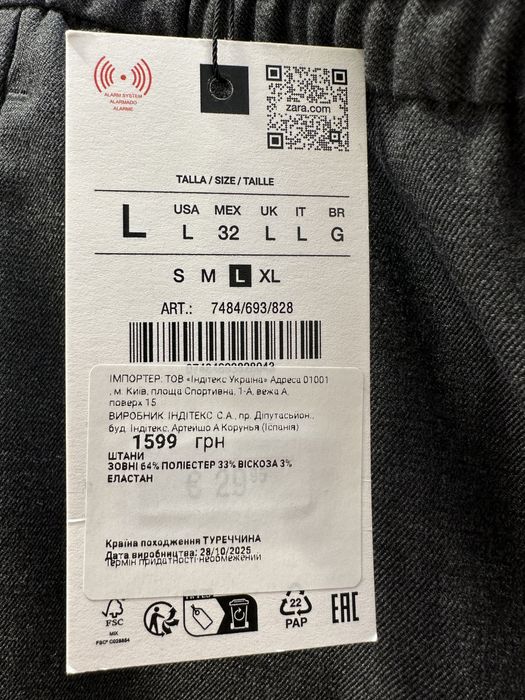 ALARM SYSTEM
ALARMADO
ALARME
zara.com
TALLA / SIZE / TAILLE
L USA MEX UK IT BR
L 32 L L G
S M L XL
ART.: 7484/693/828
ІМПОРТЕР: ТОВ «Індітекс Україна» Адреса 01001
, м. Київ, площа Спортивна, 1-А, вежа А,
поверх 15
ВИРОБНИК: ІНДІТЕКС С.А., пр. Діпутасьйон.,
буд. Індітекс, Артейшо А Корунья (Іспанія)
1599 грн
ШТАНИ
ЗОВНІ 64% ПОЛІЕСТЕР 33% ВІСКОЗА 3%
ЕЛАСТАН
€ 29
Країна походження ТУРЕЧЧИНА
Дата виробництва: 28/10/2025
Термін придатності-необмежений
FSC
MIX
22
PAP
EAC